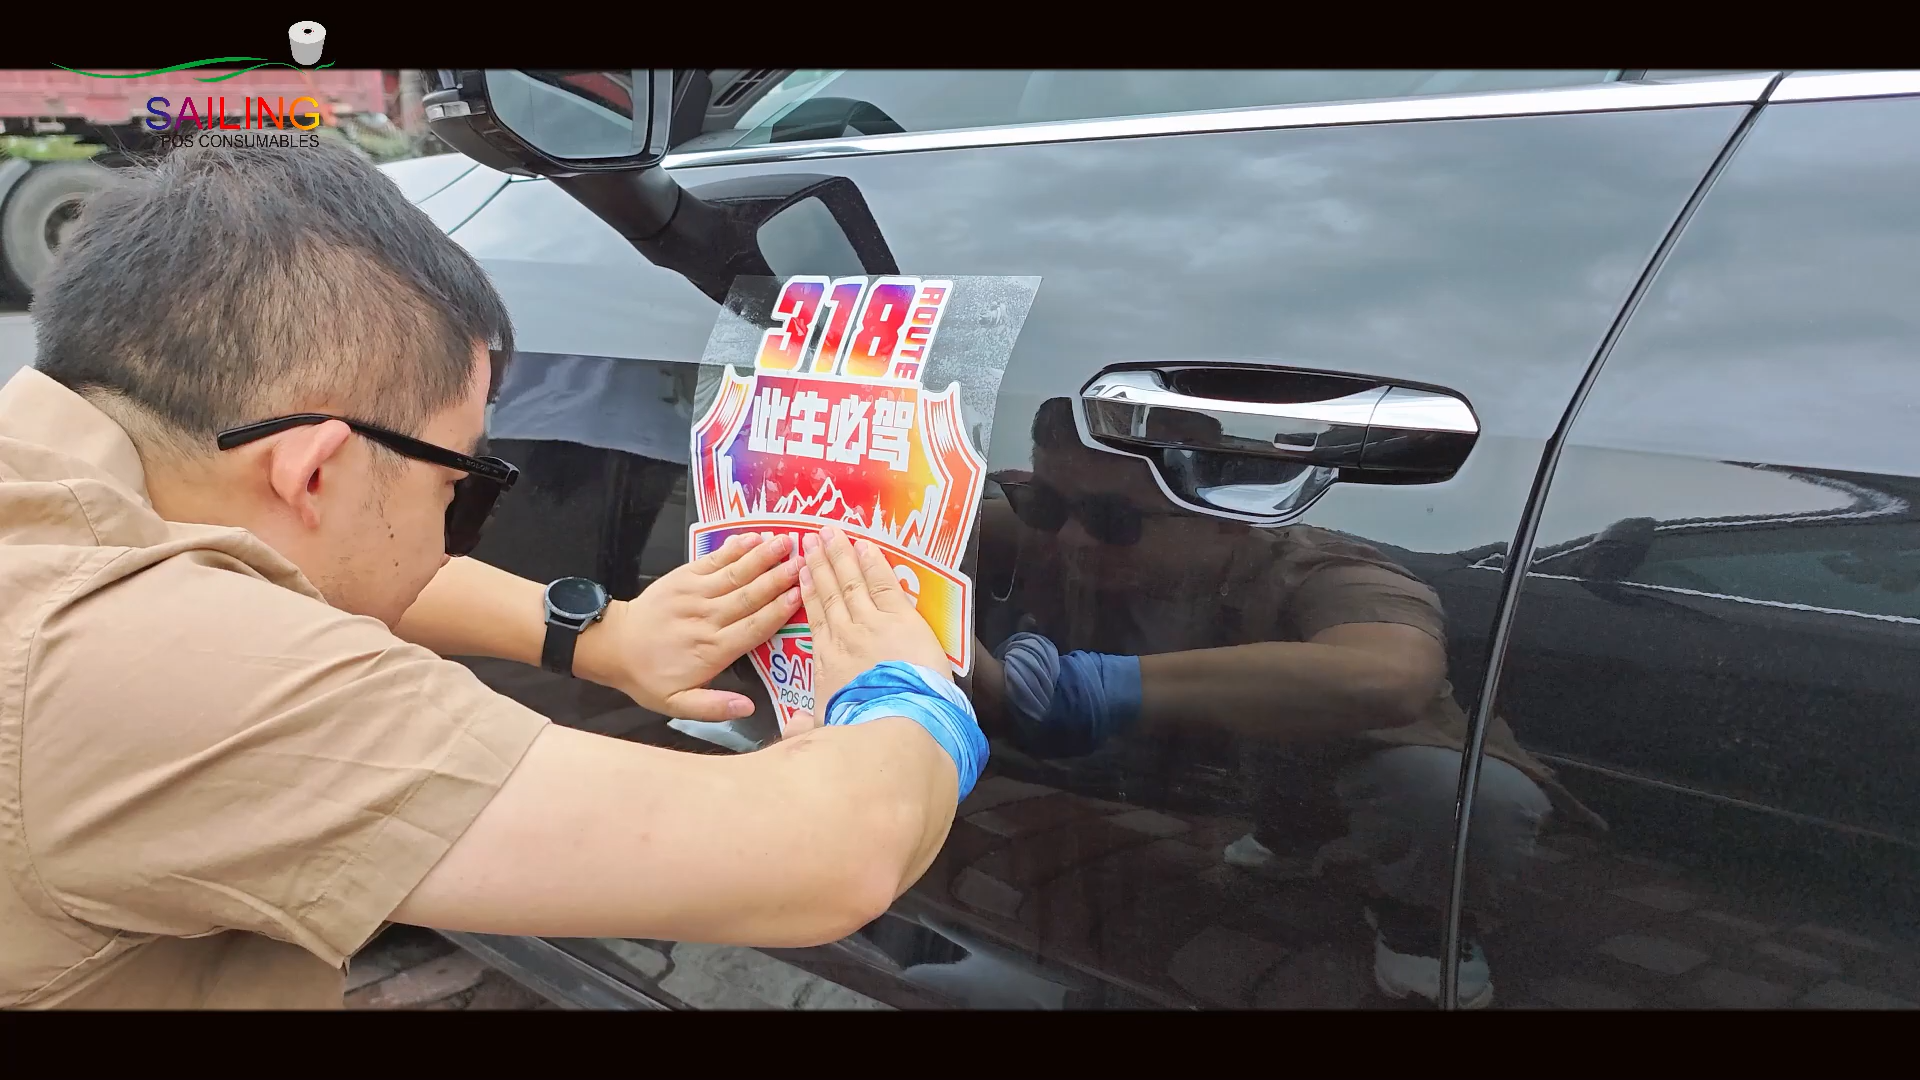 SAILING
POS CONSUMABLES
318
ROUTE
此生必驾
SAI
POS CO